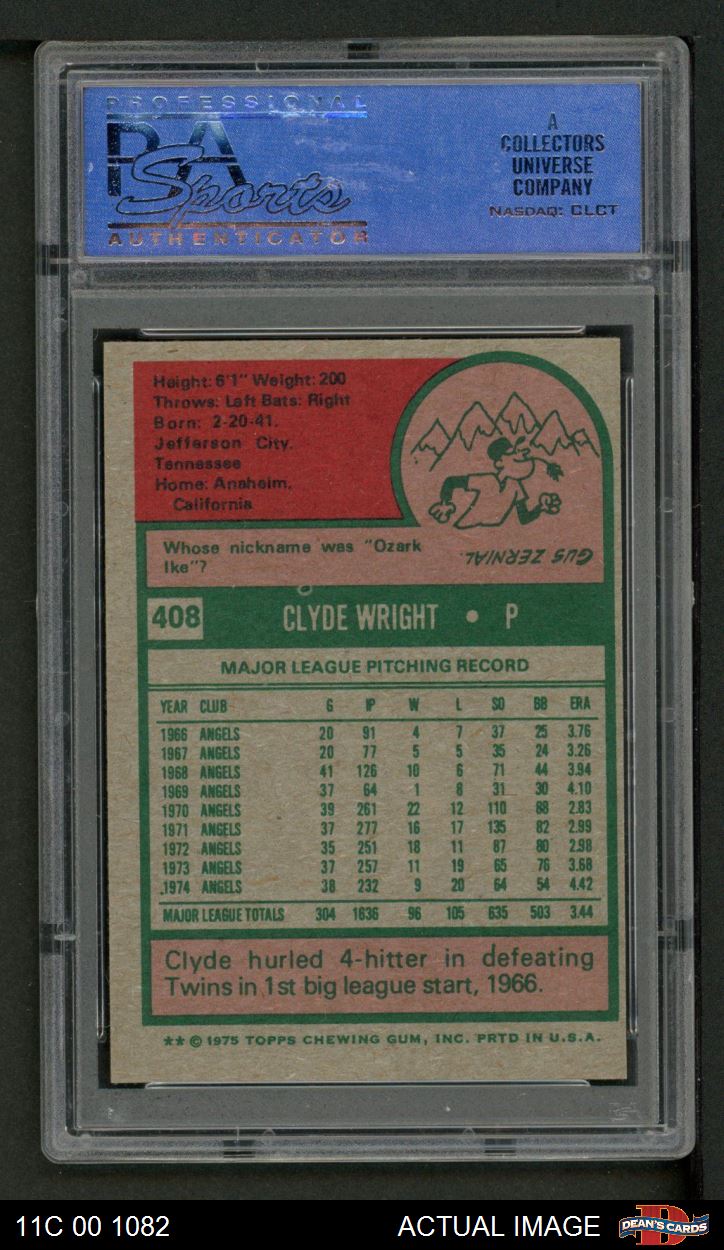 PROFESSIONAL
PSA
Sports
AUTHENTICATOR
A
COLLECTORS
UNIVERSE
COMPANY
NASDAQ: CLCT
Height: 6'1" Weight: 200
Throws: Left Bats: Right
Born: 2-20-41.
Jefferson City.
Tennessee
Home: Anaheim.
California
Whose nickname was "Ozark
Ike"?
GUS ZERNIAL.
408 CLYDE WRIGHT • P
MAJOR LEAGUE PITCHING RECORD
YEAR CLUB G IP W L SO BB ERA
1966 ANGELS 20 91 4 7 37 25 3.76
1967 ANGELS 20 77 5 5 35 24 3.26
1968 ANGELS 41 126 10 6 71 44 3.94
1969 ANGELS 37 64 1 8 31 30 4.10
1970 ANGELS 39 261 22 12 110 88 2.83
1971 ANGELS 37 277 16 17 135 82 2.99
1972 ANGELS 35 251 18 11 87 80 2.98
1973 ANGELS 37 257 11 19 65 76 3.68
1974 ANGELS 38 232 9 20 64 54 4.42
MAJOR LEAGUE TOTALS 304 1636 96 105 635 503 3.44
Clyde hurled 4-hitter in defeating
Twins in 1st big league start, 1966.
** © 1975 TOPPS CHEWING GUM, INC. PRTD IN U.S.A.
11C 00 1082 ACTUAL IMAGE DEAN'S CARDS